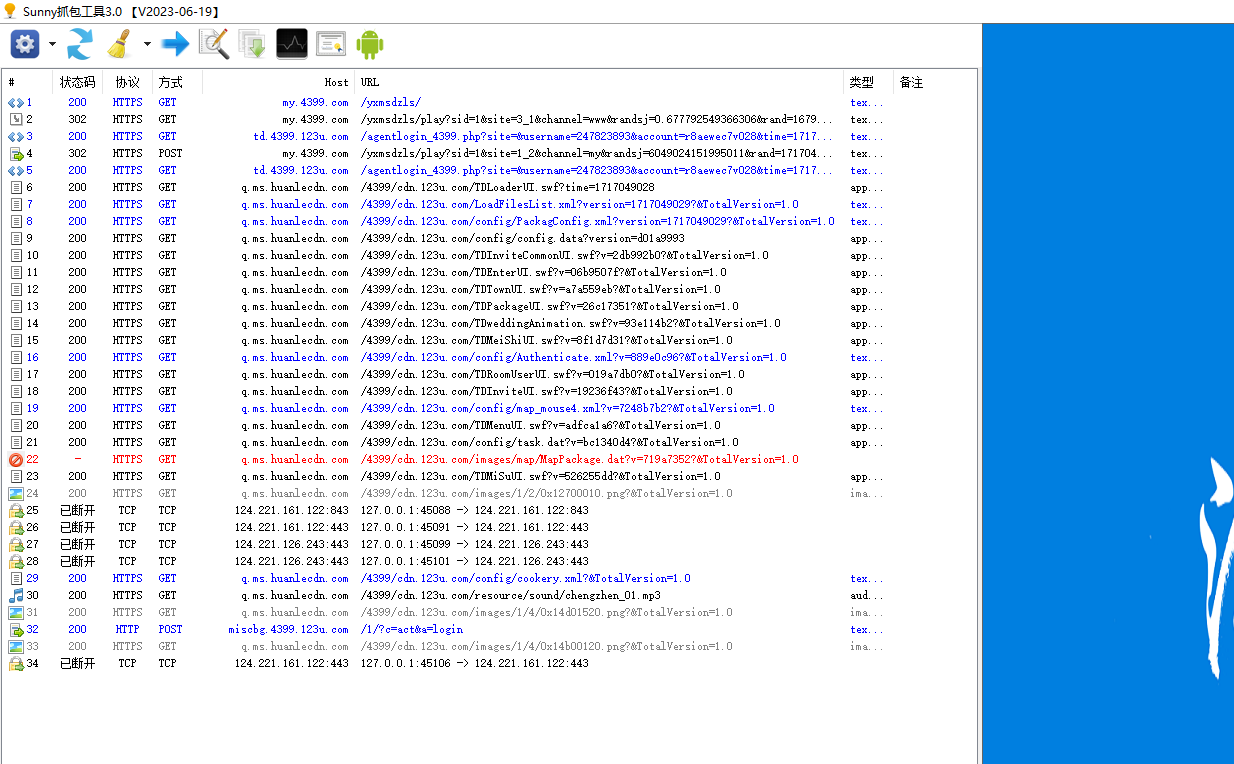 Sunny抓包工具3.0 【V2023-06-19】
# 状态码 协议 方式 Host URL 类型 备注
1 200 HTTPS GET my.4399.com /yxmsdzls/ tex...
2 302 HTTPS GET my.4399.com /yxmsdzls/play?sid=1&site=3_1&channel=www&randsj=0.677792549366306&rand=1679... tex...
3 200 HTTPS GET td.4399.123u.com /agentlogin_4399.php?site=&username=247823893&account=r8aewec7v028&time=1717... tex...
4 302 HTTPS POST my.4399.com /yxmsdzls/play?sid=1&site=1_2&channel=my&randsj=6049024151995011&rand=171704... tex...
5 200 HTTPS GET td.4399.123u.com /agentlogin_4399.php?site=&username=247823893&account=r8aewec7v028&time=1717... tex...
6 200 HTTPS GET q.ms.huanlecdn.com /4399/cdn.123u.com/TDLoaderUI.swf?time=1717049028 app...
7 200 HTTPS GET q.ms.huanlecdn.com /4399/cdn.123u.com/LoadFilesList.xml?version=1717049029?&TotalVersion=1.0 tex...
8 200 HTTPS GET q.ms.huanlecdn.com /4399/cdn.123u.com/config/PackagConfig.xml?version=1717049029?&TotalVersion=1.0 tex...
9 200 HTTPS GET q.ms.huanlecdn.com /4399/cdn.123u.com/config/config.data?version=d01a9993 app...
10 200 HTTPS GET q.ms.huanlecdn.com /4399/cdn.123u.com/TDInviteCommonUI.swf?v=2db992b0?&TotalVersion=1.0 app...
11 200 HTTPS GET q.ms.huanlecdn.com /4399/cdn.123u.com/TDEnterUI.swf?v=06b9507f?&TotalVersion=1.0 app...
12 200 HTTPS GET q.ms.huanlecdn.com /4399/cdn.123u.com/TDTownUI.swf?v=a7a559eb?&TotalVersion=1.0 app...
13 200 HTTPS GET q.ms.huanlecdn.com /4399/cdn.123u.com/TDPackageUI.swf?v=26c17351?&TotalVersion=1.0 app...
14 200 HTTPS GET q.ms.huanlecdn.com /4399/cdn.123u.com/TDweddingAnimation.swf?v=93e114b2?&TotalVersion=1.0 app...
15 200 HTTPS GET q.ms.huanlecdn.com /4399/cdn.123u.com/TDMeiShiUI.swf?v=8f1d7d31?&TotalVersion=1.0 app...
16 200 HTTPS GET q.ms.huanlecdn.com /4399/cdn.123u.com/config/Authenticate.xml?v=889e0c96?&TotalVersion=1.0 tex...
17 200 HTTPS GET q.ms.huanlecdn.com /4399/cdn.123u.com/TDRoomUserUI.swf?v=019a7db0?&TotalVersion=1.0 app...
18 200 HTTPS GET q.ms.huanlecdn.com /4399/cdn.123u.com/TDInviteUI.swf?v=19236f43?&TotalVersion=1.0 app...
19 200 HTTPS GET q.ms.huanlecdn.com /4399/cdn.123u.com/config/map_mouse4.xml?v=7248b7b2?&TotalVersion=1.0 tex...
20 200 HTTPS GET q.ms.huanlecdn.com /4399/cdn.123u.com/TDMenuUI.swf?v=adfca1a6?&TotalVersion=1.0 app...
21 200 HTTPS GET q.ms.huanlecdn.com /4399/cdn.123u.com/config/task.dat?v=bc1340d4?&TotalVersion=1.0 app...
22 - HTTPS GET q.ms.huanlecdn.com /4399/cdn.123u.com/images/map/MapPackage.dat?v=719a7352?&TotalVersion=1.0
23 200 HTTPS GET q.ms.huanlecdn.com /4399/cdn.123u.com/TDMiSuUI.swf?v=526255dd?&TotalVersion=1.0 app...
24 200 HTTPS GET q.ms.huanlecdn.com /4399/cdn.123u.com/images/1/2/0x12700010.png?&TotalVersion=1.0 ima...
25 已断开 TCP TCP 124.221.161.122:843 127.0.0.1:45088 -> 124.221.161.122:843
26 已断开 TCP TCP 124.221.161.122:443 127.0.0.1:45091 -> 124.221.161.122:443
27 已断开 TCP TCP 124.221.126.243:443 127.0.0.1:45099 -> 124.221.126.243:443
28 已断开 TCP TCP 124.221.126.243:443 127.0.0.1:45101 -> 124.221.126.243:443
29 200 HTTPS GET q.ms.huanlecdn.com /4399/cdn.123u.com/config/cookery.xml?&TotalVersion=1.0 tex...
30 200 HTTPS GET q.ms.huanlecdn.com /4399/cdn.123u.com/resource/sound/chengzhen_01.mp3 aud...
31 200 HTTPS GET q.ms.huanlecdn.com /4399/cdn.123u.com/images/1/4/0x14d01520.png?&TotalVersion=1.0 ima...
32 200 HTTP POST miscbg.4399.123u.com /1/?c=act&a=login tex...
33 200 HTTPS GET q.ms.huanlecdn.com /4399/cdn.123u.com/images/1/4/0x14b00120.png?&TotalVersion=1.0 ima...
34 已断开 TCP TCP 124.221.161.122:443 127.0.0.1:45106 -> 124.221.161.122:443